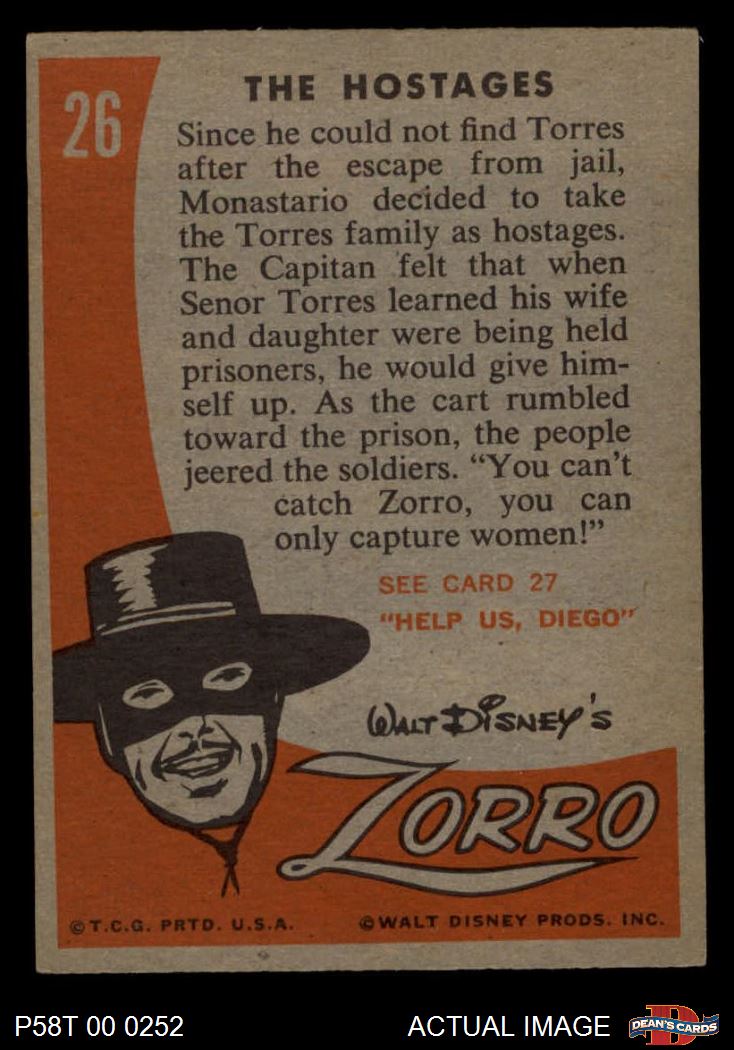 26
THE HOSTAGES
Since he could not find Torres
after the escape from jail,
Monastario decided to take
the Torres family as hostages.
The Capitan felt that when
Senor Torres learned his wife
and daughter were being held
prisoners, he would give him-
self up. As the cart rumbled
toward the prison, the people
jeered the soldiers. “You can’t
catch Zorro, you can
only capture women!”
SEE CARD 27
“HELP US, DIEGO”
WALT DISNEY’S
ZORRO
©T.C.G. PRTD. U.S.A.
©WALT DISNEY PRODS. INC.
P58T 00 0252
ACTUAL IMAGE
DEAN'S CARDS